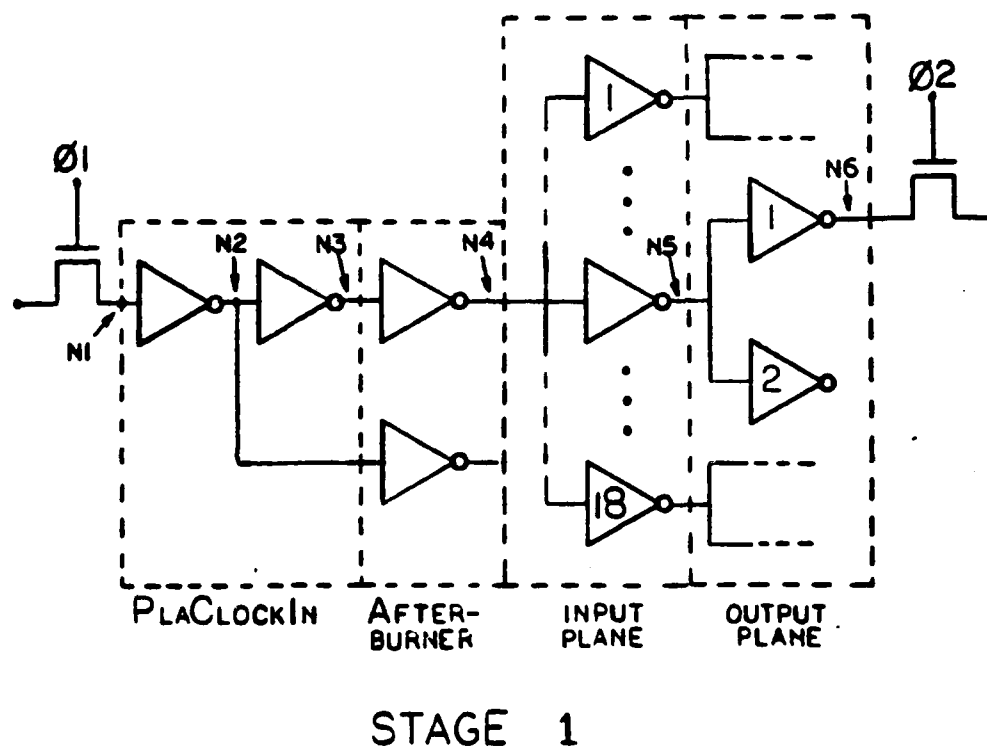 Ø1
Ø2
N1
N2
N3
N4
N5
N6
1
1
2
18
PLACLOCKIN
AFTER-
BURNER
INPUT
PLANE
OUTPUT
PLANE
STAGE 1